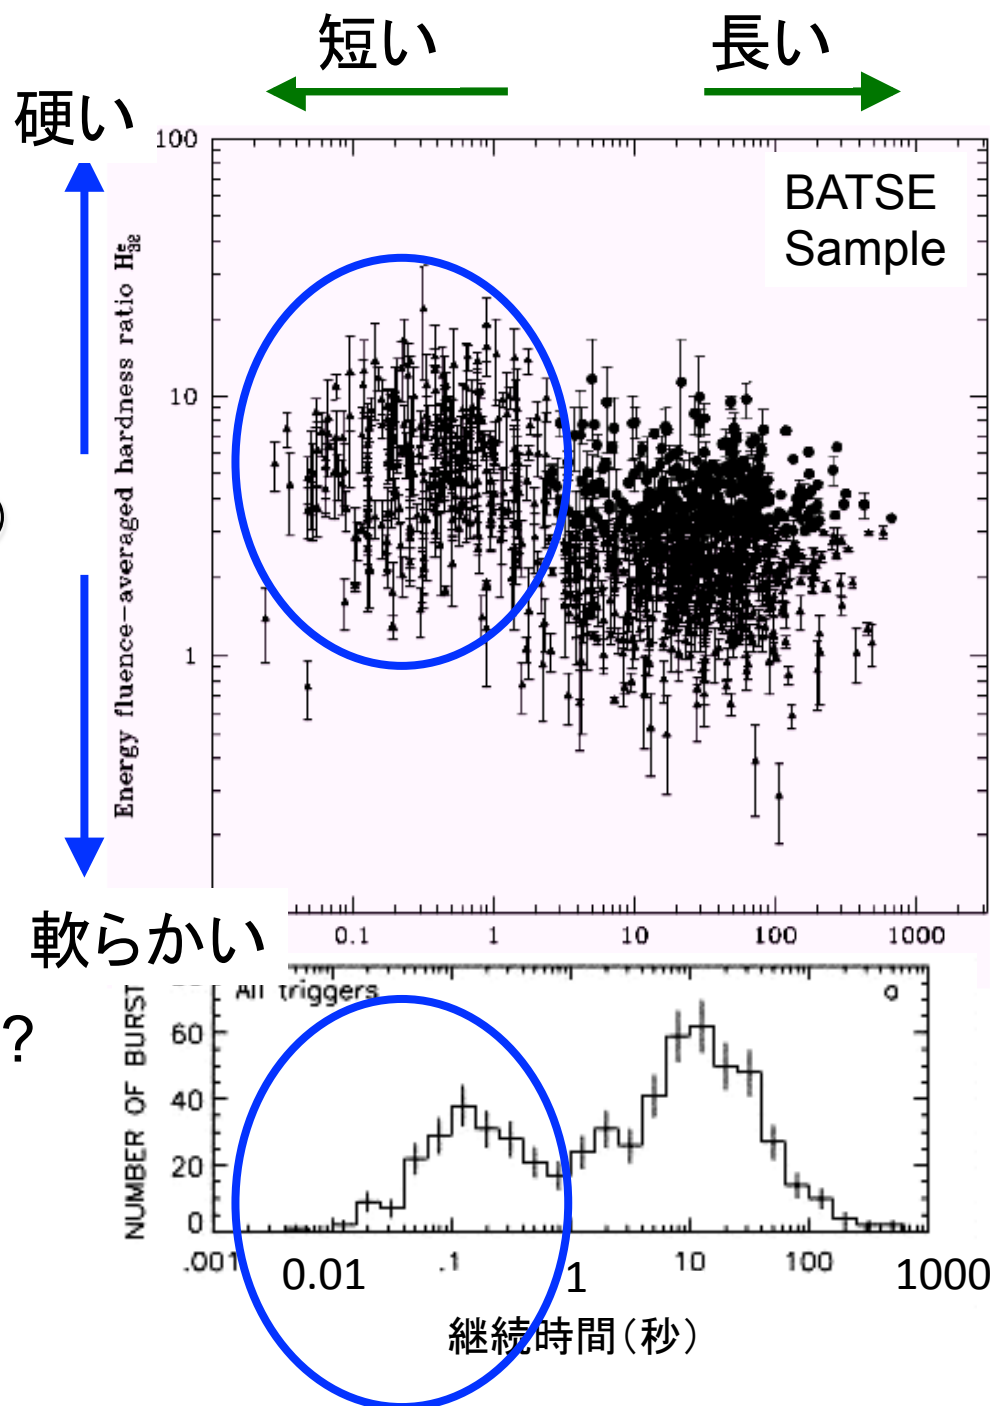 短い
長い
硬い
100
BATSE
Sample
Energy fluence-averaged hardness ratio H
10
)
1
軟らかい
0.1 1 10 100 1000
All triggers
a
?
NUMBER OF BURST
60
40
20
0
.001 0.01 .1 1 10 100 1000
継続時間(秒)